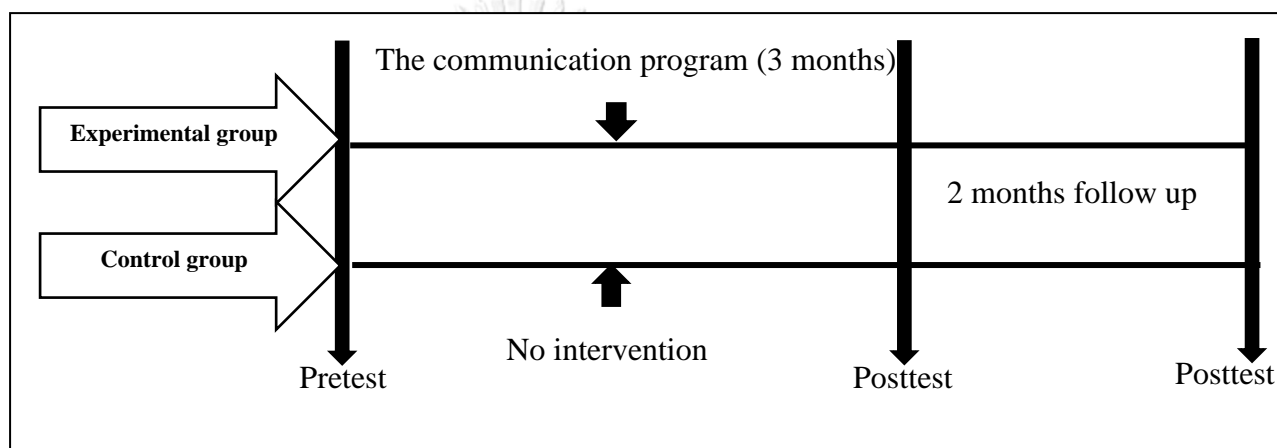 The communication program (3 months)
Experimental group
2 months follow up
Control group
No intervention
Pretest
Posttest
Posttest